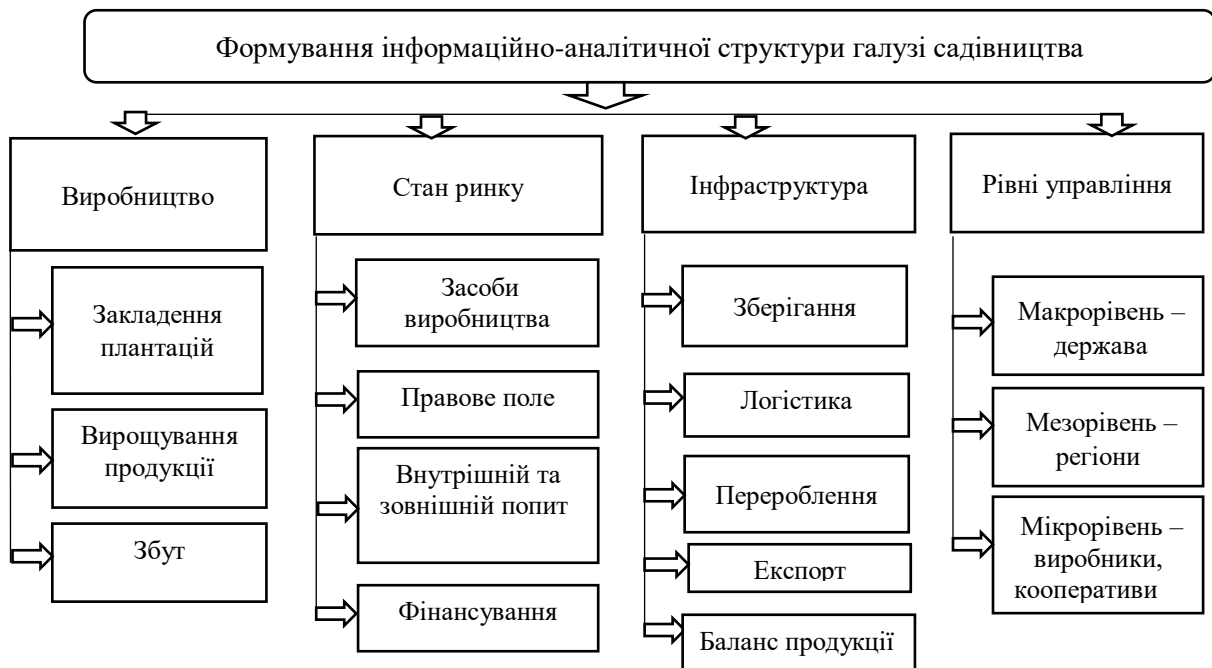 Формування інформаційно-аналітичної структури галузі садівництва
Виробництво
Закладення
плантацій
Вирощування
продукції
Збут
Стан ринку
Засоби
виробництва
Правове поле
Внутрішній та
зовнішній попит
Фінансування
Інфраструктура
Зберігання
Логістика
Перероблення
Експорт
Баланс продукції
Рівні управління
Макрорівень –
держава
Мезорівень –
регіони
Мікрорівень –
виробники,
кооперативи